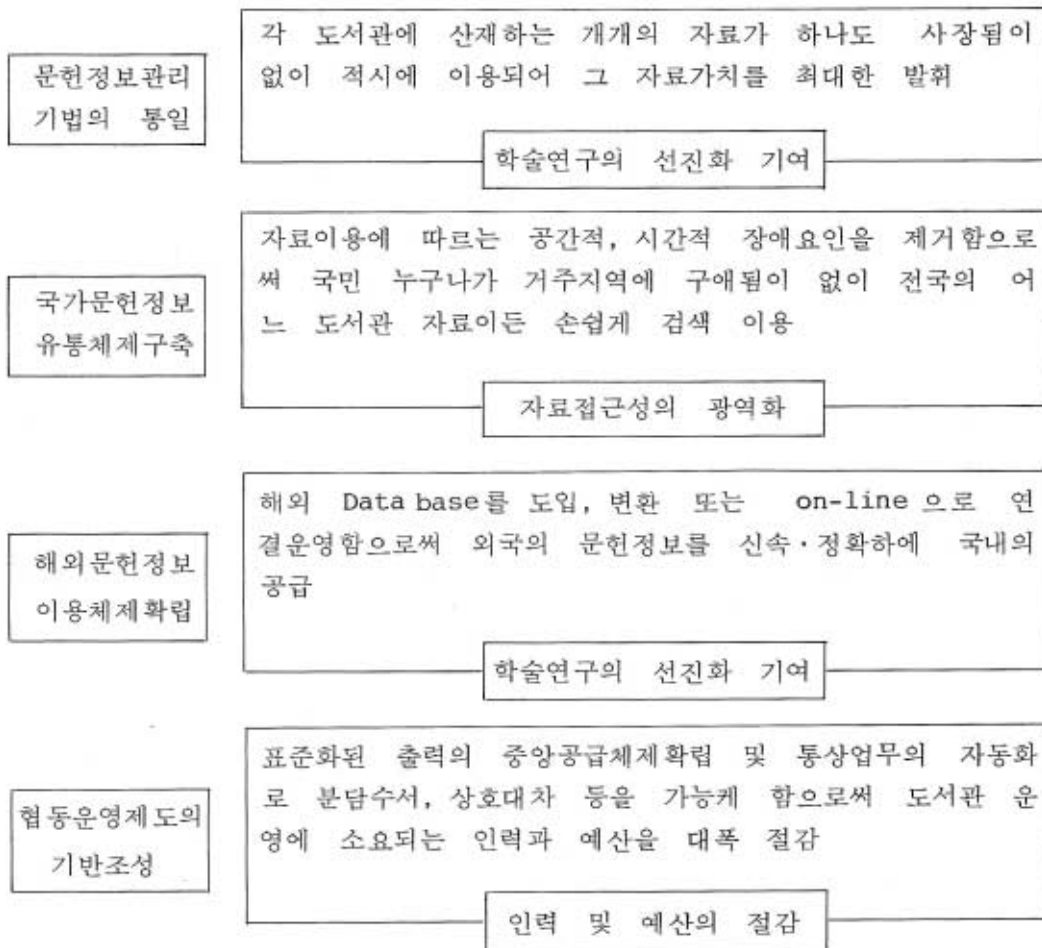 문헌정보관리
기법의 통일
각 도서관에 산재하는 개개의 자료가 하나도 사장됨이
없이 적시에 이용되어 그 자료가치를 최대한 발휘
학술연구의 선진화 기여
국가문헌정보
유통체제구축
자료이용에 따르는 공간적, 시간적 장애요인을 제거함으로
써 국민 누구나가 거주지역에 구애됨이 없이 전국의 어
느 도서관 자료이든 손쉽게 검색 이용
자료접근성의 광역화
해외문헌정보
이용체제확립
해외 Data base를 도입, 변환 또는 on-line 으로 연
결운영함으로써 외국의 문헌정보를 신속·정확하에 국내의
공급
학술연구의 선진화 기여
협동운영제도의
기반조성
표준화된 출력의 중앙공급체제확립 및 통상업무의 자동화
로 분담수서, 상호대차 등을 가능케 함으로써 도서관 운
영에 소요되는 인력과 예산을 대폭 절감
인력 및 예산의 절감